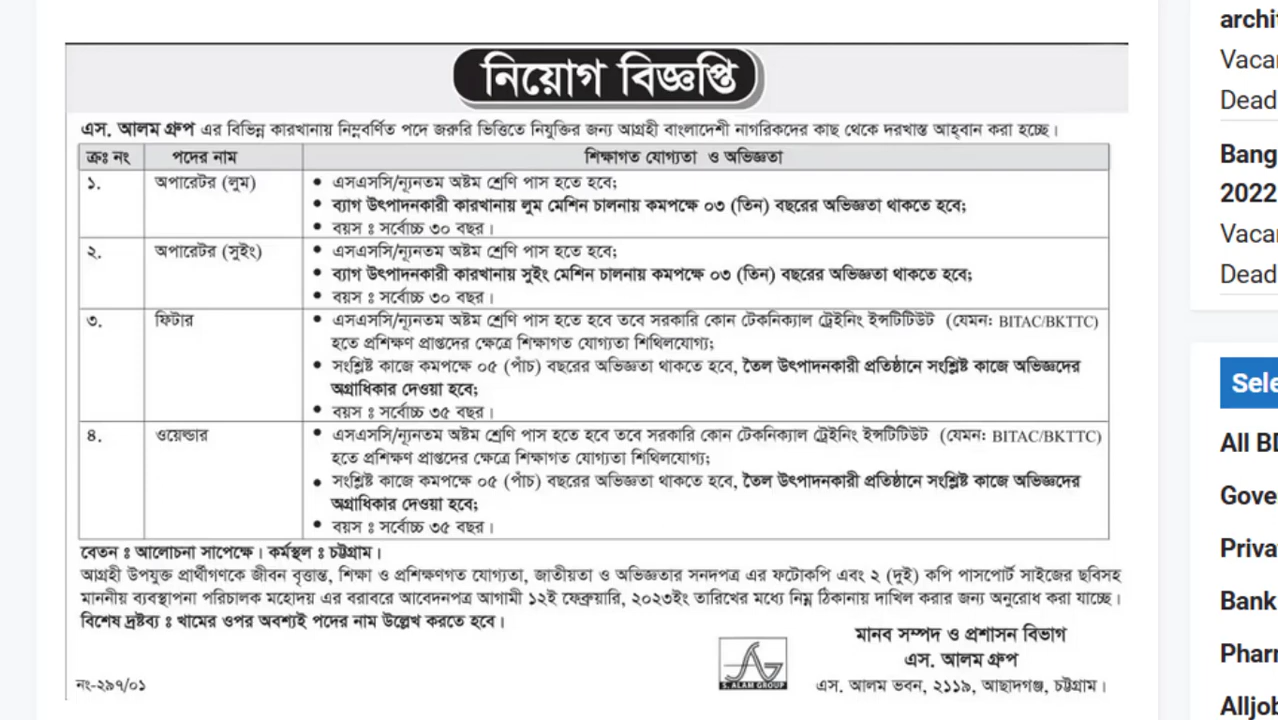 নিয়োগ বিজ্ঞপ্তি
এস. আলম গ্রুপ এর বিভিন্ন কারখানায় নিম্নবর্ণিত পদে জরুরি ভিত্তিতে নিযুক্তির জন্য আগ্রহী বাংলাদেশী নাগরিকদের কাছ থেকে দরখাস্ত আহ্বান করা হচ্ছে।
ক্রঃ নং পদের নাম শিক্ষাগত যোগ্যতা ও অভিজ্ঞতা
১. অপারেটর (লুম) • এসএসসি/ন্যূনতম অষ্টম শ্রেণি পাস হতে হবে;
• ব্যাগ উৎপাদনকারী কারখানায় লুম মেশিন চালনায় কমপক্ষে ০৩ (তিন) বছরের অভিজ্ঞতা থাকতে হবে;
• বয়স ঃ সর্বোচ্চ ৩০ বছর।
২. অপারেটর (সুইং) • এসএসসি/ন্যূনতম অষ্টম শ্রেণি পাস হতে হবে;
• ব্যাগ উৎপাদনকারী কারখানায় সুইং মেশিন চালনায় কমপক্ষে ০৩ (তিন) বছরের অভিজ্ঞতা থাকতে হবে;
• বয়স ঃ সর্বোচ্চ ৩০ বছর।
৩. ফিটার • এসএসসি/ন্যূনতম অষ্টম শ্রেণি পাস হতে হবে তবে সরকারি কোন টেকনিক্যাল ট্রেইনিং ইন্সটিটিউট (যেমন: BITAC/BKTTC)
হতে প্রশিক্ষণ প্রাপ্তদের ক্ষেত্রে শিক্ষাগত যোগ্যতা শিথিলযোগ্য;
• সংশ্লিষ্ট কাজে কমপক্ষে ০৫ (পাঁচ) বছরের অভিজ্ঞতা থাকতে হবে, তৈল উৎপাদনকারী প্রতিষ্ঠানে সংশ্লিষ্ট কাজে অভিজ্ঞদের
অগ্রাধিকার দেওয়া হবে;
• বয়স ঃ সর্বোচ্চ ৩৫ বছর।
৪. ওয়েল্ডার • এসএসসি/ন্যূনতম অষ্টম শ্রেণি পাস হতে হবে তবে সরকারি কোন টেকনিক্যাল ট্রেইনিং ইন্সটিটিউট (যেমন: BITAC/BKTTC)
হতে প্রশিক্ষণ প্রাপ্তদের ক্ষেত্রে শিক্ষাগত যোগ্যতা শিথিলযোগ্য;
• সংশ্লিষ্ট কাজে কমপক্ষে ০৫ (পাঁচ) বছরের অভিজ্ঞতা থাকতে হবে, তৈল উৎপাদনকারী প্রতিষ্ঠানে সংশ্লিষ্ট কাজে অভিজ্ঞদের
অগ্রাধিকার দেওয়া হবে;
• বয়স ঃ সর্বোচ্চ ৩৫ বছর।
বেতন ঃ আলোচনা সাপেক্ষে। কর্মস্থল ঃ চট্টগ্রাম।
আগ্রহী উপযুক্ত প্রার্থীগণকে জীবন বৃত্তান্ত, শিক্ষা ও প্রশিক্ষণগত যোগ্যতা, জাতীয়তা ও অভিজ্ঞতার সনদপত্র এর ফটোকপি এবং ২ (দুই) কপি পাসপোর্ট সাইজের ছবিসহ
মাননীয় ব্যবস্থাপনা পরিচালক মহোদয় এর বরাবরে আবেদনপত্র আগামী ১২ই ফেব্রুয়ারি, ২০২৩ইং তারিখের মধ্যে নিম্ন ঠিকানায় দাখিল করার জন্য অনুরোধ করা যাচ্ছে।
বিশেষ দ্রষ্টব্য ঃ খামের ওপর অবশ্যই পদের নাম উল্লেখ করতে হবে।
মানব সম্পদ ও প্রশাসন বিভাগ
এস. আলম গ্রুপ
এস. আলম ভবন, ২১১৯, আছাদগঞ্জ, চট্টগ্রাম।
S. ALAM GROUP
নং-২৯৭/০১
archit
Vacan
Dead
Bang
2022
Vacan
Dead
Sele
All BD
Gove
Priva
Bank
Pharm
Alljob